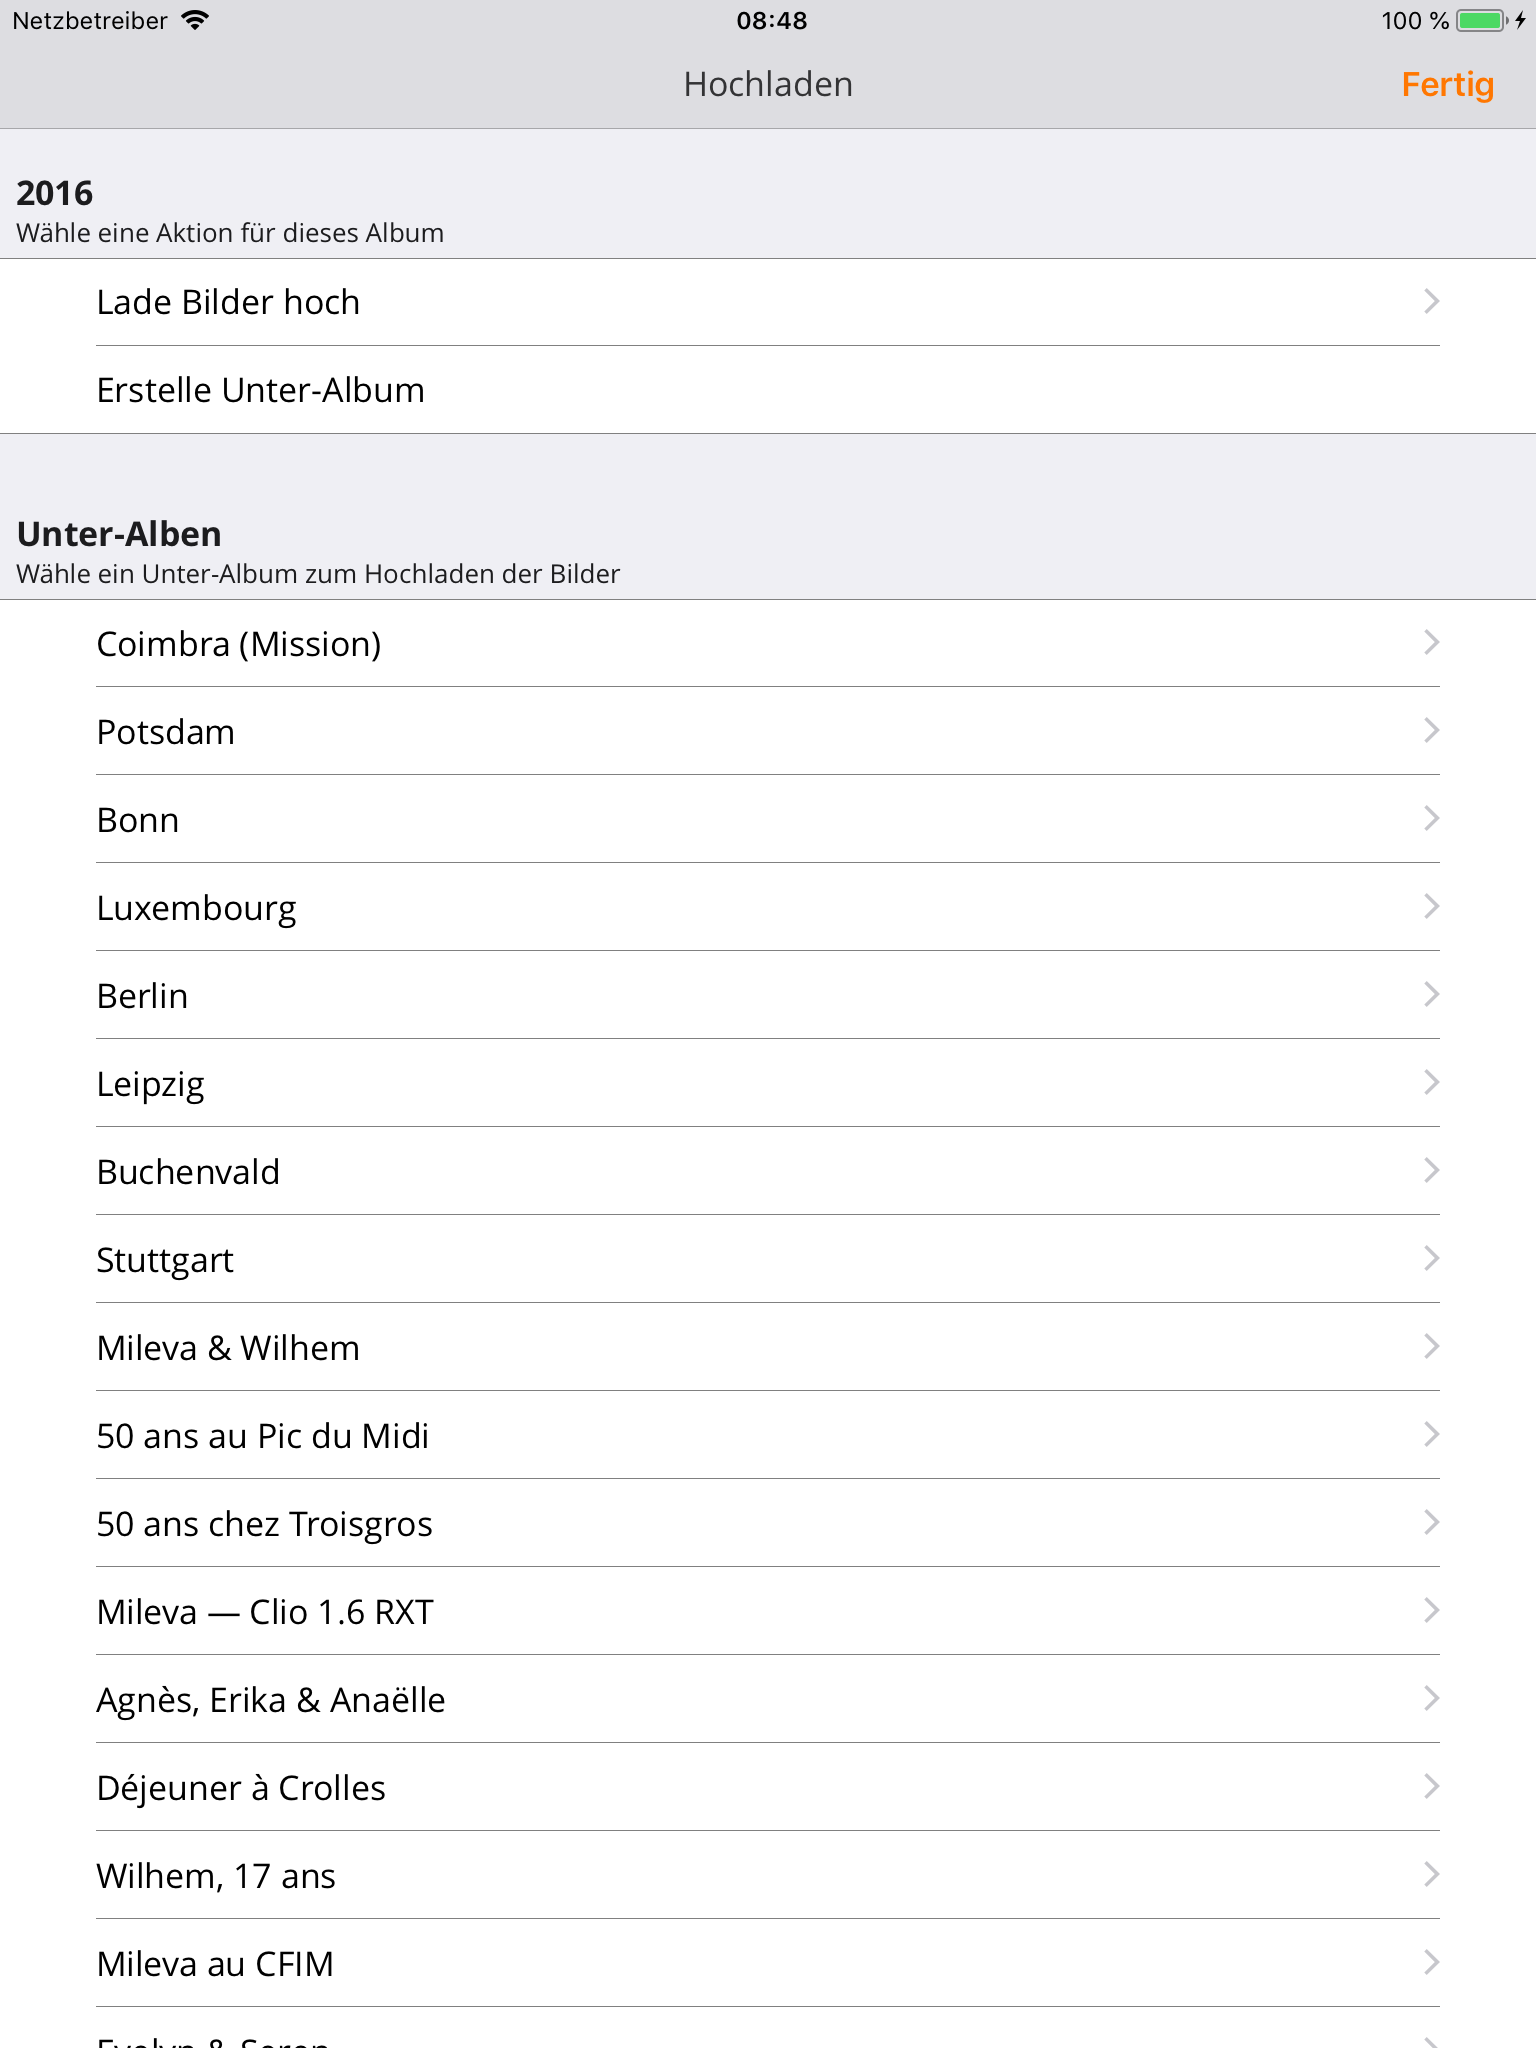 Netzbetreiber 08:48 100 %
Hochladen Fertig
2016
Wähle eine Aktion für dieses Album
Lade Bilder hoch
Erstelle Unter-Album
Unter-Alben
Wähle ein Unter-Album zum Hochladen der Bilder
Coimbra (Mission)
Potsdam
Bonn
Luxembourg
Berlin
Leipzig
Buchenvald
Stuttgart
Mileva & Wilhem
50 ans au Pic du Midi
50 ans chez Troisgros
Mileva — Clio 1.6 RXT
Agnès, Erika & Anaëlle
Déjeuner à Crolles
Wilhem, 17 ans
Mileva au CFIM